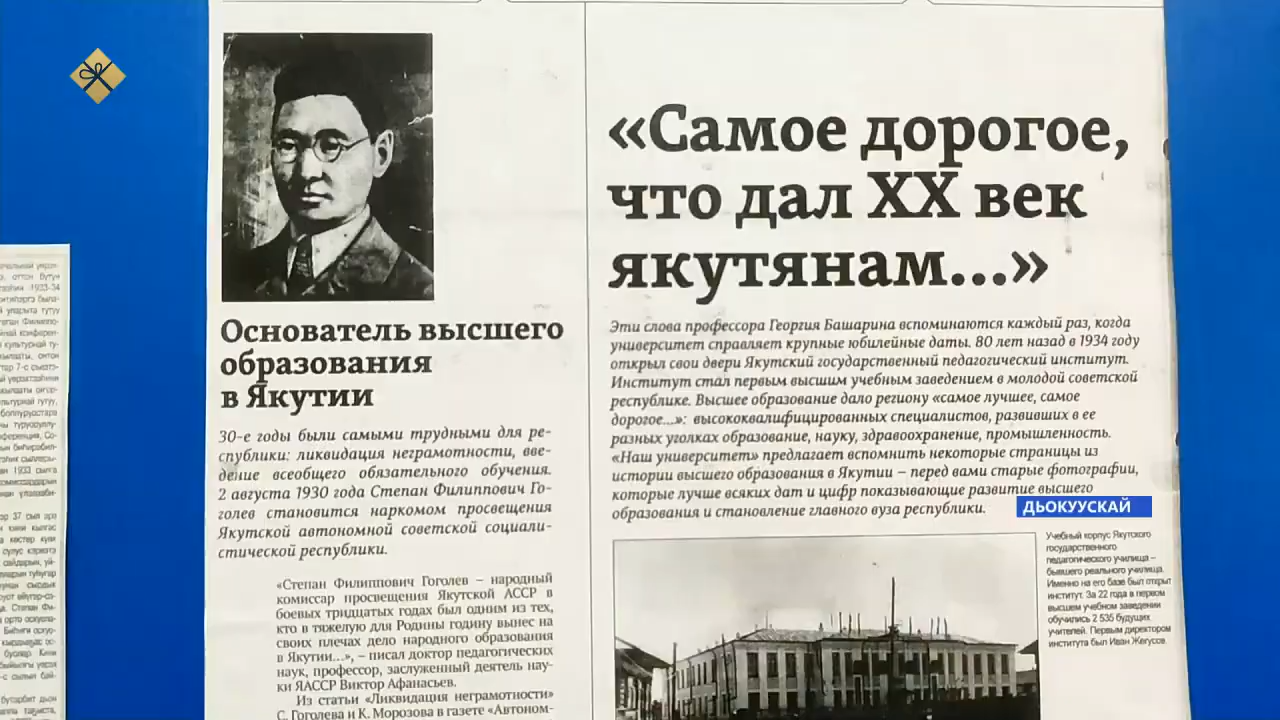 Основатель высшего
образования
в Якутии
30-е годы были самыми трудными для ре-
спублики: ликвидация неграмотности, вве-
дение всеобщего обязательного обучения.
2 августа 1930 года Степан Филиппович Го-
голев становится наркомом просвещения
Якутской автономной советской социали-
стической республики.
«Степан Филиппович Гоголев – народный
комиссар просвещения Якутской АССР в
боевых тридцатых годах был одним из тех,
кто в тяжелую для Родины годину вынес на
своих плечах дело народного образования
в Якутии...», – писал доктор педагогических
наук, профессор, заслуженный деятель нау-
ки ЯАССР Виктор Афанасьев.
Из статьи «Ликвидация неграмотности»
С. Гоголева и К. Морозова в газете «Автоном-
«Самое дорогое,
что дал XX век
якутянам...»
Эти слова профессора Георгия Башарина вспоминаются каждый раз, когда
университет справляет крупные юбилейные даты. 80 лет назад в 1934 году
открыл свои двери Якутский государственный педагогический институт.
Институт стал первым высшим учебным заведением в молодой советской
республике. Высшее образование дало региону «самое лучшее, самое
дорогое...»: высококвалифицированных специалистов, развивших в ее
разных уголках образование, науку, здравоохранение, промышленность.
«Наш университет» предлагает вспомнить некоторые страницы из
истории высшего образования в Якутии – перед вами старые фотографии,
которые лучше всяких дат и цифр показывающие развитие высшего
образования и становление главного вуза республики.
ДЬОКУУСКАЙ
Учебный корпус Якутского
государственного
педагогического училища –
бывшего реального училища.
Именно на его базе был открыт
институт. За 22 года в первом
высшем учебном заведении
обучились 2 535 будущих
учителей. Первым директором
института был Иван Жегусов.